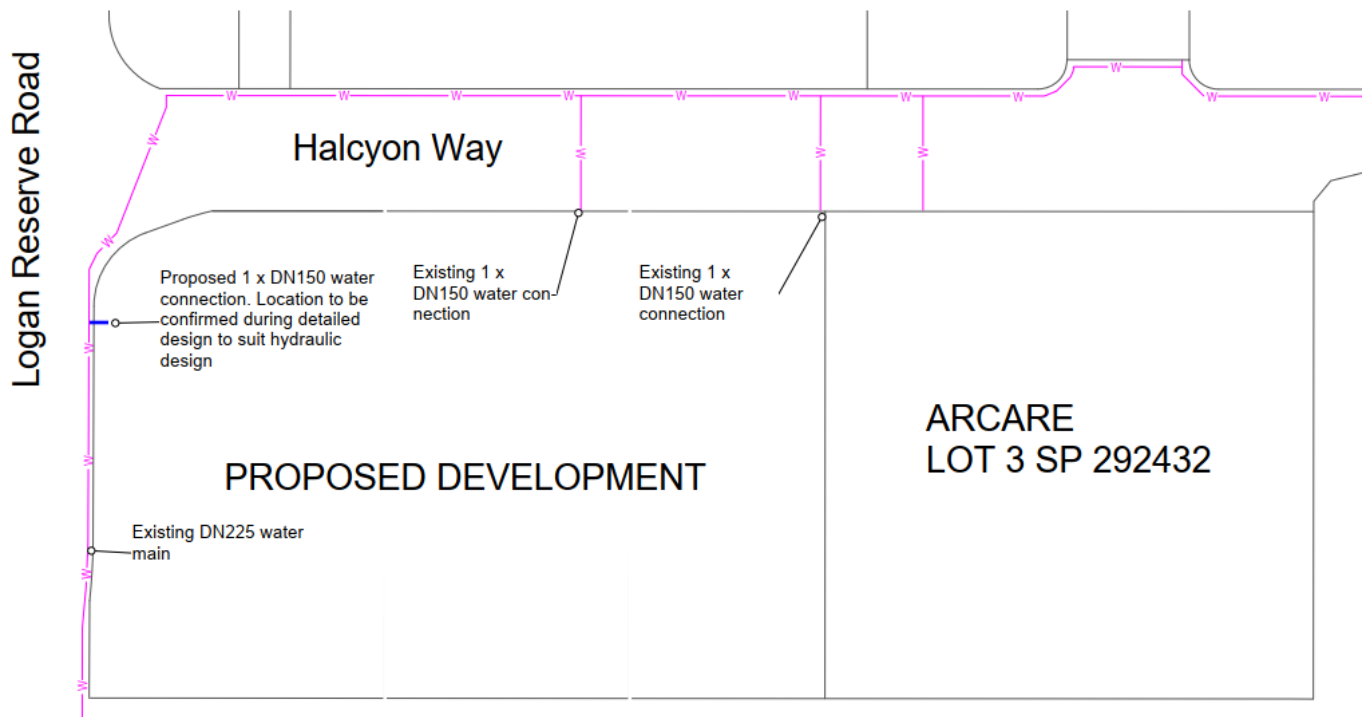 W
W
W
W
W
W
W
W
W
W
W
Logan Reserve Road
W
Halcyon Way
W
W
W
W
Proposed 1 x DN150 water
connection. Location to be
confirmed during detailed
design to suit hydraulic
design
Existing 1 x
DN150 water con-
nection
Existing 1 x
DN150 water
connection
W
ARCARE
LOT 3 SP 292432
W
PROPOSED DEVELOPMENT
Existing DN225 water
main
W
W